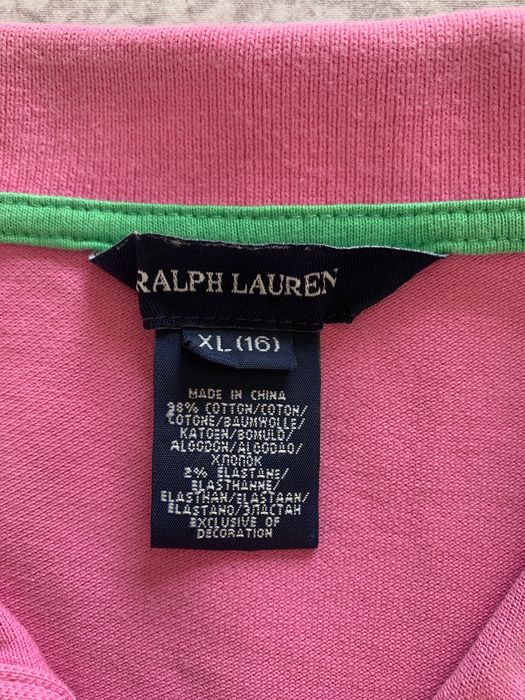 RALPH LAUREN
XL (16)
MADE IN CHINA
98% COTTON/COTON/
COTONE/BAUMWOLLE/
KATOEN/BOMULD/
ALGODON/ALGODAO/
ХЛОПОК
2% ELASTANE/
ELASTHANNE/
ELASTHAN/ELASTAAN/
ELASTANO/ЭЛАСТАН
EXCLUSIVE OF
DECORATION